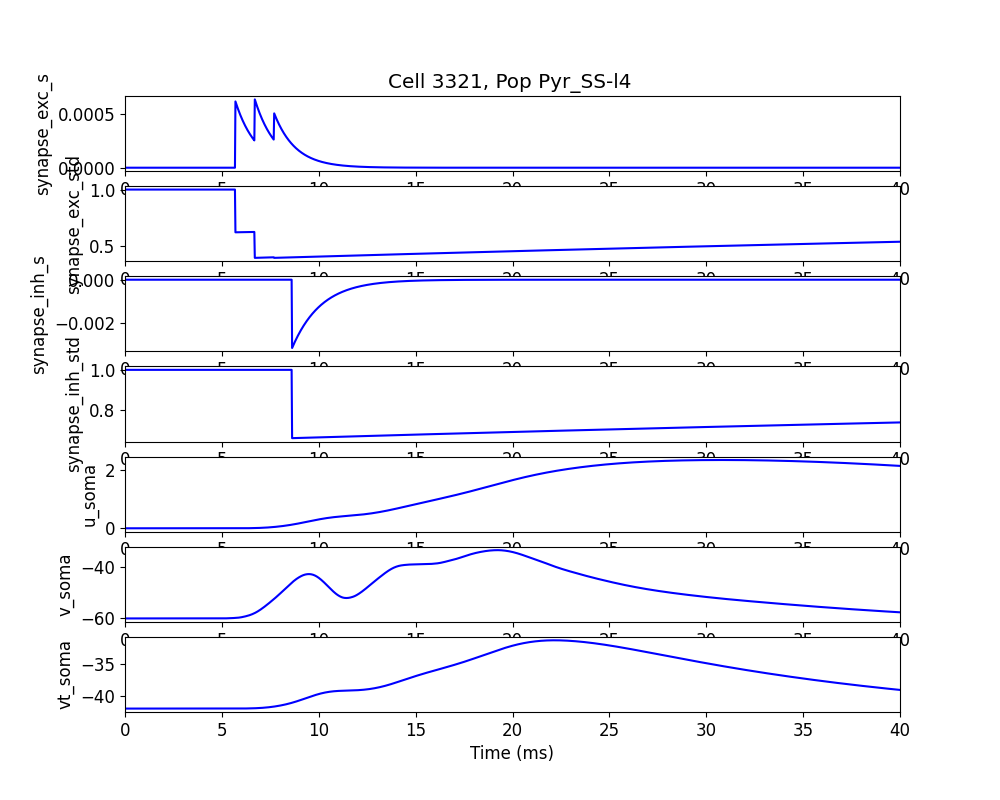 Cell 3321, Pop Pyr_SS-l4
synapse_exc_s
0.0005
0.0000
0 5 10 15 20 25 30 35 40
synapse_exc_std
1.0
0.5
0 5 10 15 20 25 30 35 40
synapse_inh_s
0.000
−0.002
0 5 10 15 20 25 30 35 40
synapse_inh_std
1.0
0.8
0 5 10 15 20 25 30 35 40
u_soma
2
0
0 5 10 15 20 25 30 35 40
v_soma
−40
−60
0 5 10 15 20 25 30 35 40
vt_soma
−35
−40
0 5 10 15 20 25 30 35 40
Time (ms)